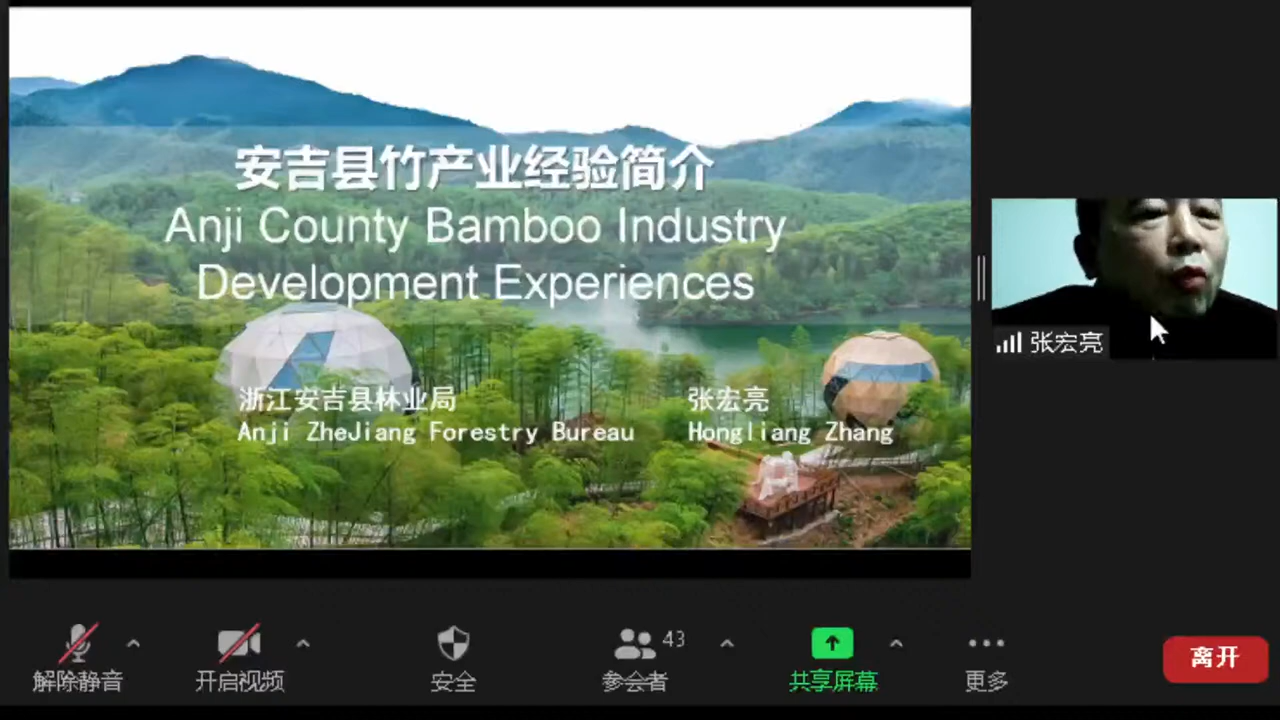 安吉县竹产业经验简介
Anji County Bamboo Industry
Development Experiences
浙江安吉县林业局
Anji ZheJiang Forestry Bureau
张宏亮
Hongliang Zhang
张宏亮
解除静音
开启视频
安全
43
参会者
共享屏幕
更多
离开